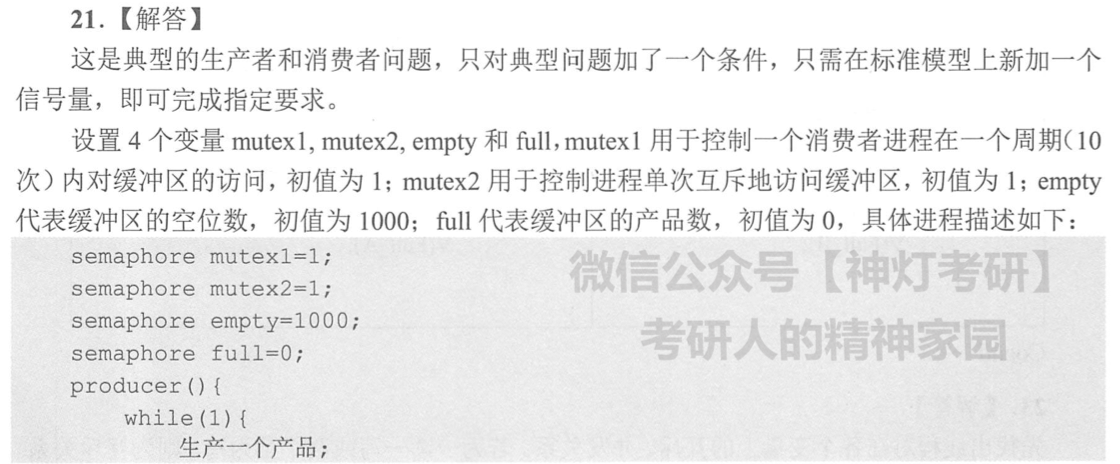 21.【解答】
这是典型的生产者和消费者问题，只对典型问题加了一个条件，只需在标准模型上新加一个
信号量，即可完成指定要求。
设置 4 个变量 mutex1, mutex2, empty 和 full，mutex1 用于控制一个消费者进程在一个周期（10
次）内对缓冲区的访问，初值为 1；mutex2 用于控制进程单次互斥地访问缓冲区，初值为 1；empty
代表缓冲区的空位数，初值为 1000；full 代表缓冲区的产品数，初值为 0，具体进程描述如下：
semaphore mutex1=1;
微信公众号【神灯考研】
semaphore mutex2=1;
semaphore empty=1000;
考研人的精神家园
semaphore full=0;
producer(){
while(1){
生产一个产品;